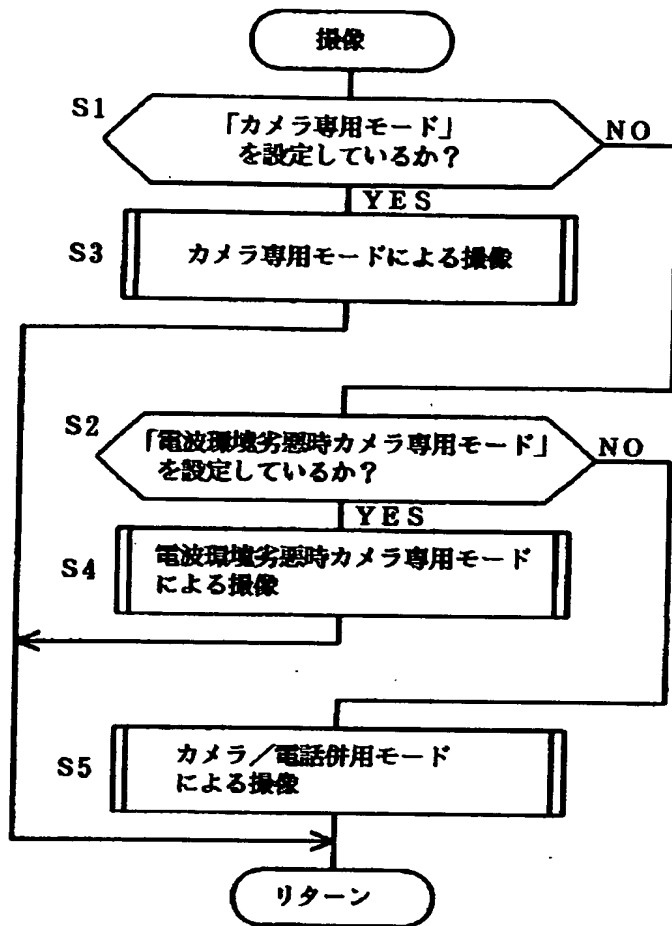 撮像
S1
「カメラ専用モード」
を設定しているか？
NO
YES
S3
カメラ専用モードによる撮像
S2
「電波環境劣悪時カメラ専用モード」
を設定しているか？
NO
YES
S4
電波環境劣悪時カメラ専用モード
による撮像
S5
カメラ／電話併用モード
による撮像
リターン